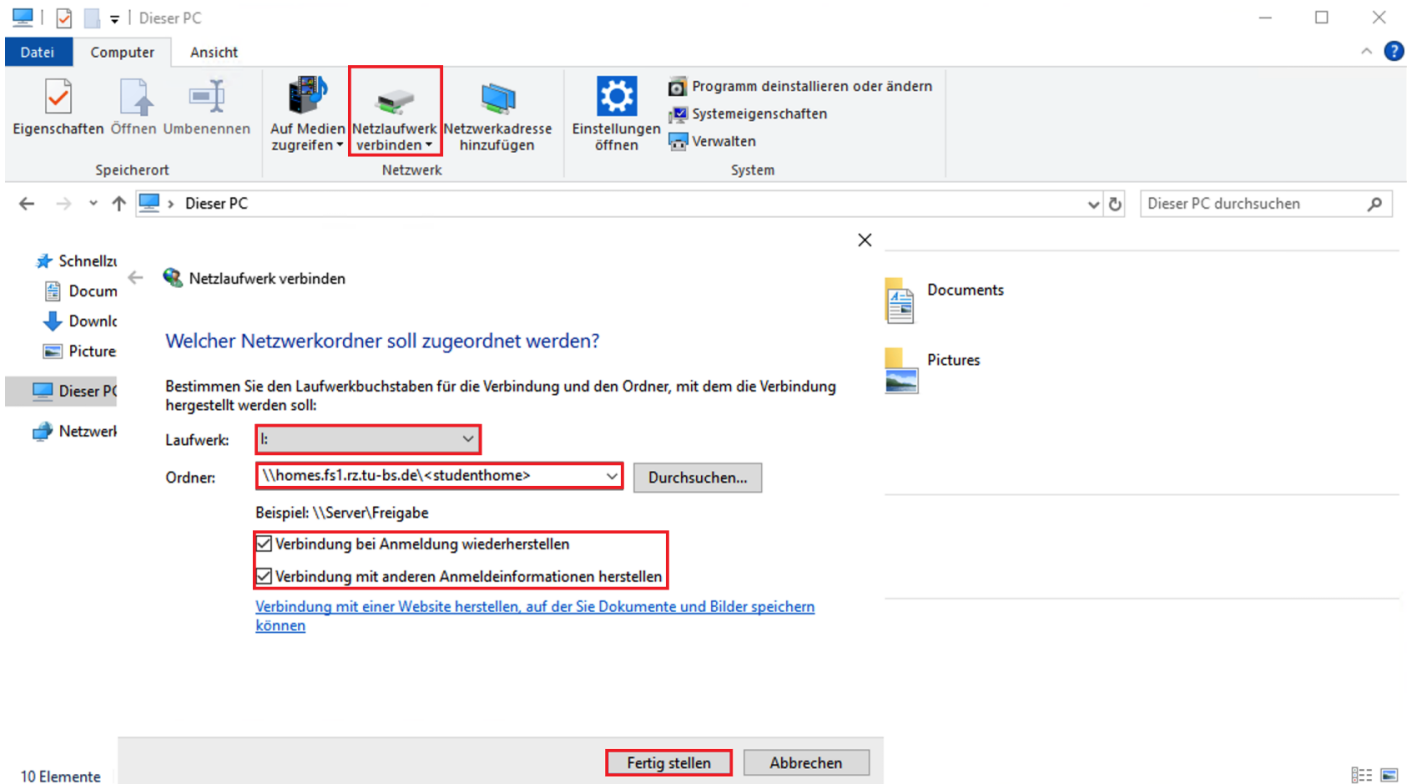 Dieser PC
Datei Computer Ansicht
Eigenschaften Öffnen Umbenennen
Auf Medien zugreifen
Netzlaufwerk verbinden
Netzwerkadresse hinzufügen
Einstellungen öffnen
Programm deinstallieren oder ändern
Systemeigenschaften
Verwalten
Speicherort Netzwerk System
Dieser PC
Dieser PC durchsuchen
Schnellzu
Docum
Downlo
Picture
Dieser PC
Netzwerk
Netzlaufwerk verbinden
Welcher Netzwerkordner soll zugeordnet werden?
Bestimmen Sie den Laufwerkbuchstaben für die Verbindung und den Ordner, mit dem die Verbindung
hergestellt werden soll:
Laufwerk: I:
Ordner: \\homes.fs1.rz.tu-bs.de\<studenthome> Durchsuchen...
Beispiel: \\Server\Freigabe
Verbindung bei Anmeldung wiederherstellen
Verbindung mit anderen Anmeldeinformationen herstellen
Verbindung mit einer Website herstellen, auf der Sie Dokumente und Bilder speichern
können
Fertig stellen Abbrechen
Documents
Pictures
10 Elemente